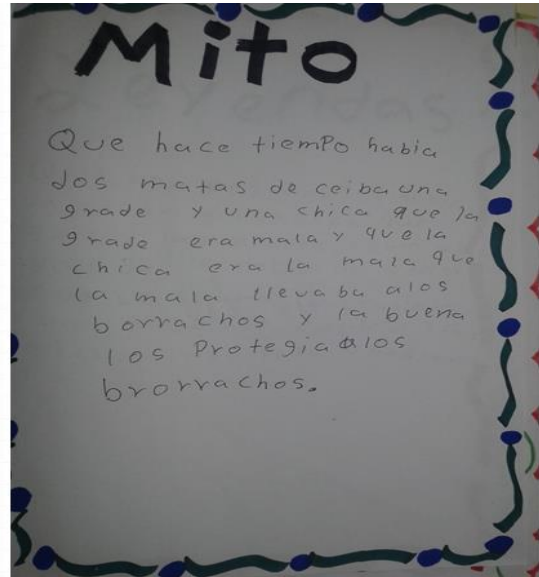 Mito
Que hace tiempo habia
dos matas de ceiba una
grade y una chica que la
grade era mala y que la
chica era la mala que
la mala llevaba alos
borrachos y la buena
los Protegia alos
brorrachos.